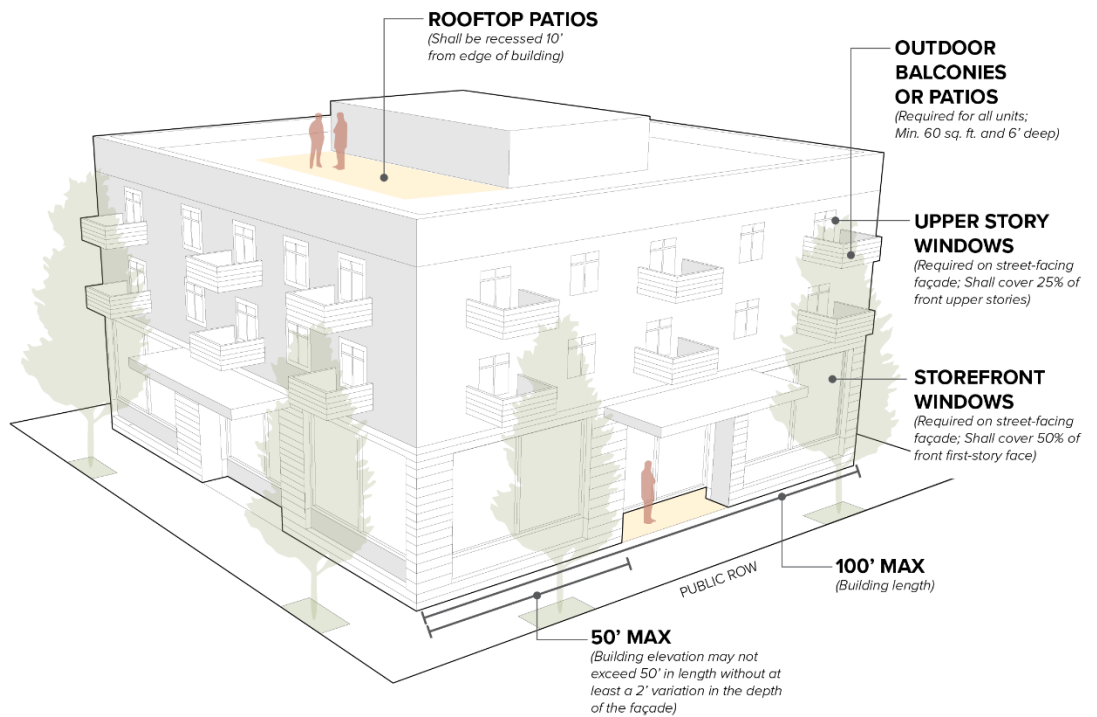 ROOFTOP PATIOS
(Shall be recessed 10’
from edge of building)
OUTDOOR
BALCONIES
OR PATIOS
(Required for all units;
Min. 60 sq. ft. and 6’ deep)
UPPER STORY
WINDOWS
(Required on street-facing
façade; Shall cover 25% of
front upper stories)
STOREFRONT
WINDOWS
(Required on street-facing
façade; Shall cover 50% of
front first-story face)
100’ MAX
(Building length)
PUBLIC ROW
50’ MAX
(Building elevation may not
exceed 50’ in length without at
least a 2’ variation in the depth
of the façade)